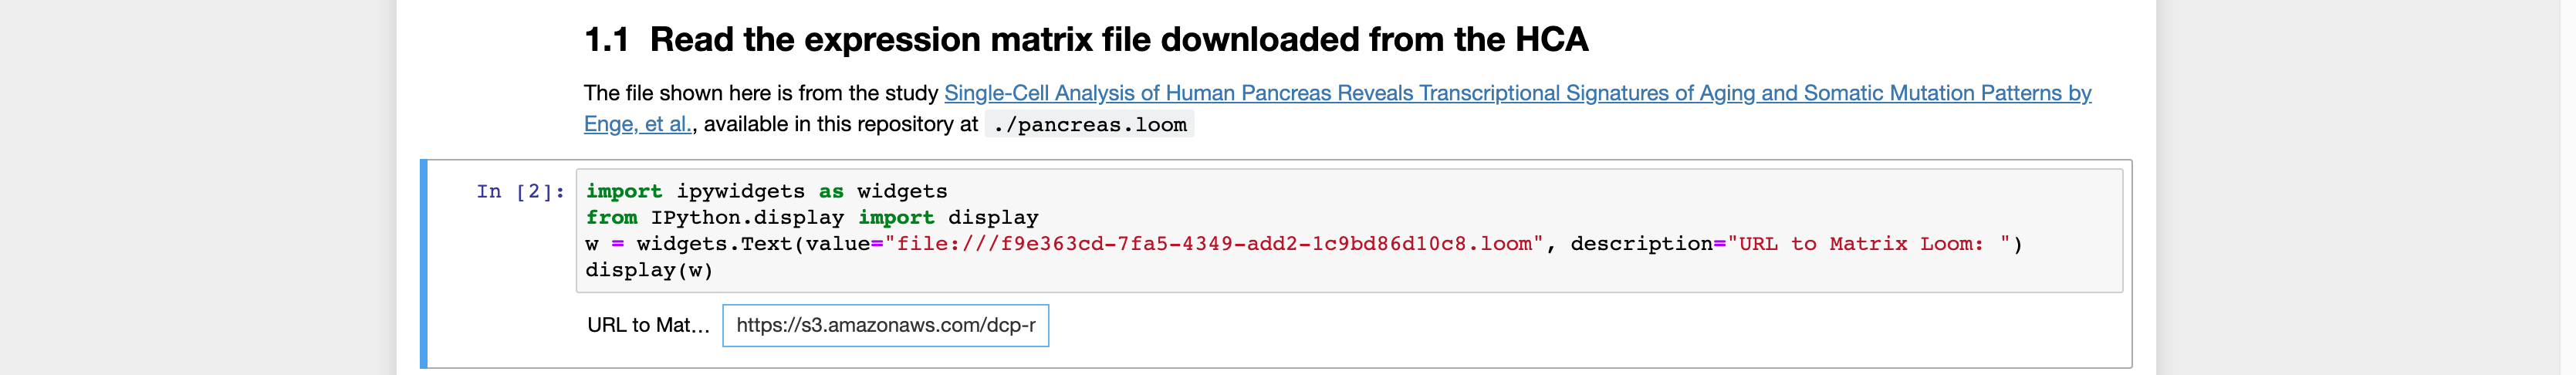 1.1 Read the expression matrix file downloaded from the HCA
The file shown here is from the study Single-Cell Analysis of Human Pancreas Reveals Transcriptional Signatures of Aging and Somatic Mutation Patterns by
Enge, et al., available in this repository at ./pancreas.loom
In [2]: import ipywidgets as widgets
from IPython.display import display
w = widgets.Text(value="file:///f9e363cd-7fa5-4349-add2-1c9bd86d10c8.loom", description="URL to Matrix Loom: ")
display(w)
URL to Mat... https://s3.amazonaws.com/dcp-r